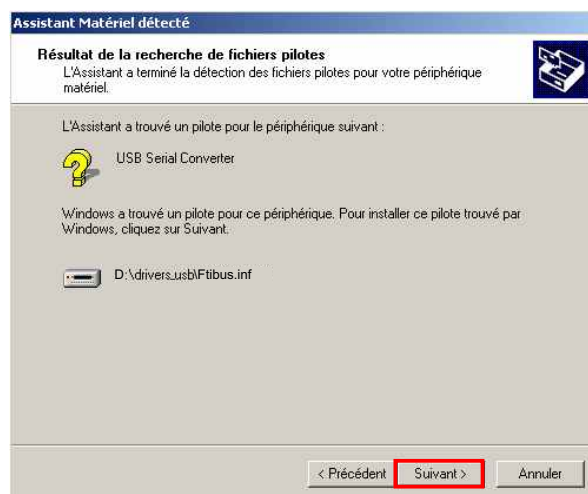 Assistant Matériel détecté
Résultat de la recherche de fichiers pilotes
L'Assistant a terminé la détection des fichiers pilotes pour votre périphérique
matériel.
L'Assistant a trouvé un pilote pour le périphérique suivant :
USB Serial Converter
Windows a trouvé un pilote pour ce périphérique. Pour installer ce pilote trouvé par
Windows, cliquez sur Suivant.
D:\drivers_usb\Ftibus.inf
< Précédent Suivant > Annuler